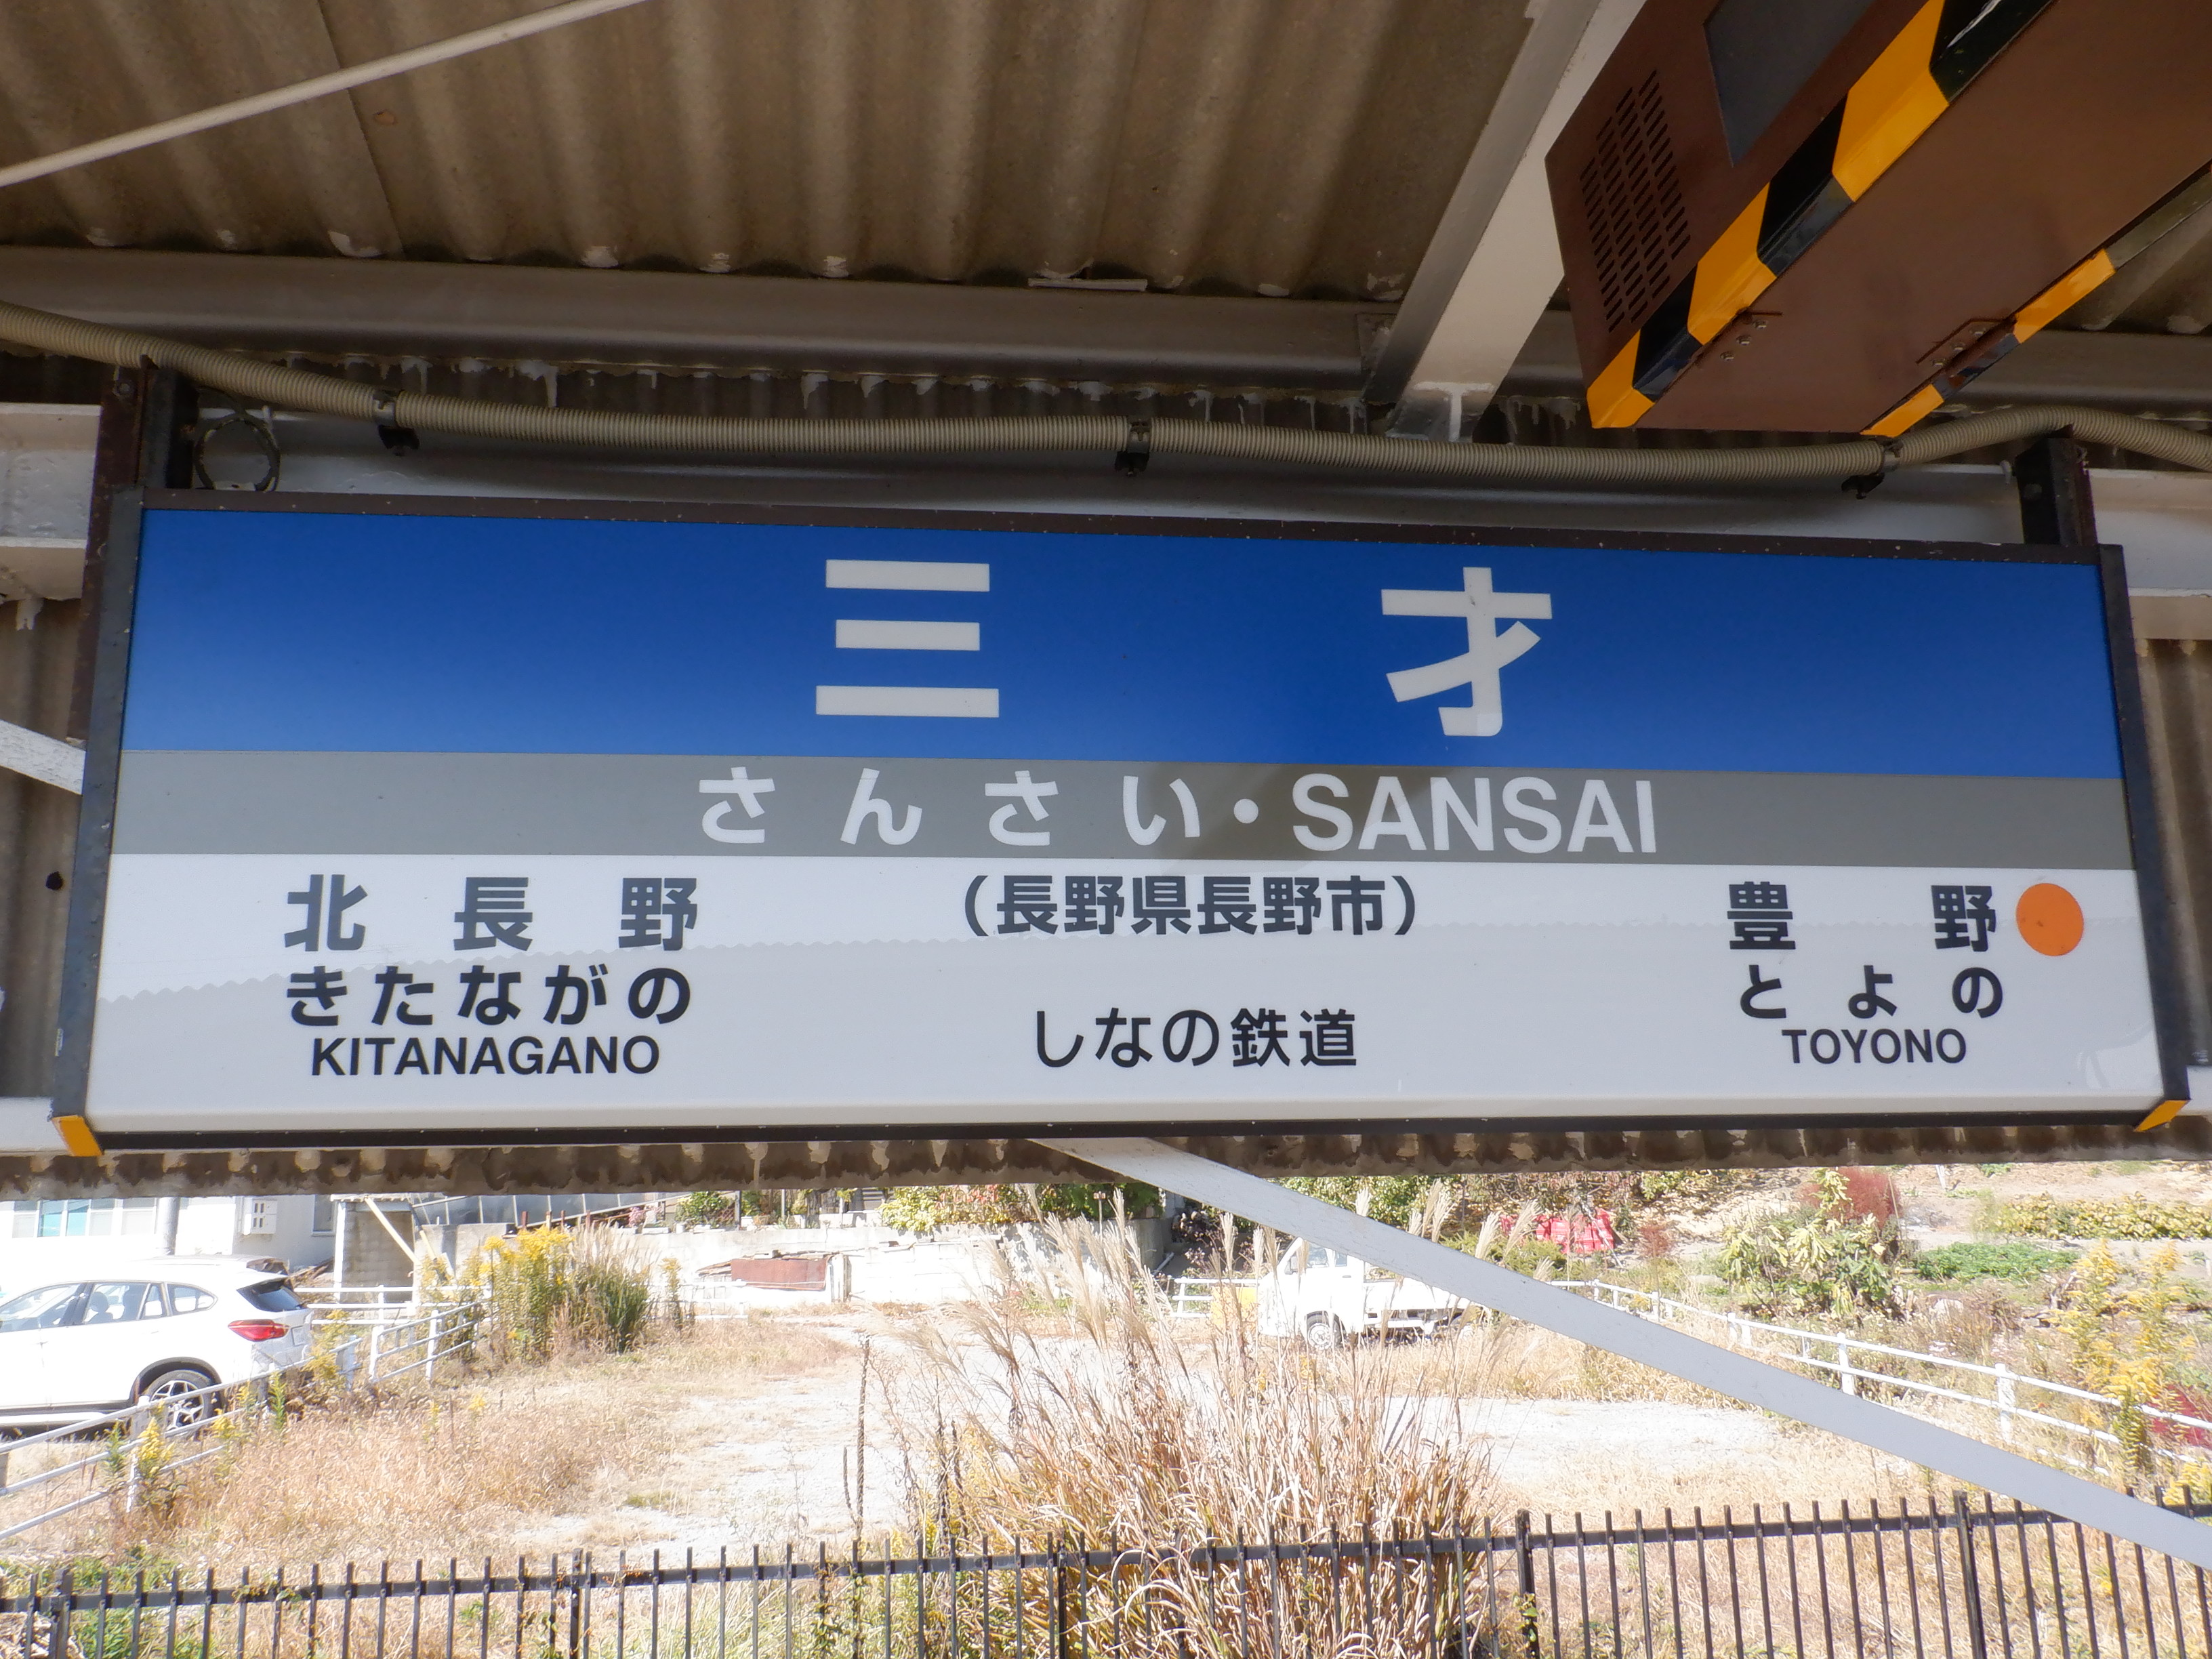 三才
さんさい・SANSAI
(長野県長野市)
北長野
きたながの
KITANAGANO
しなの鉄道
豊野
とよの
TOYONO